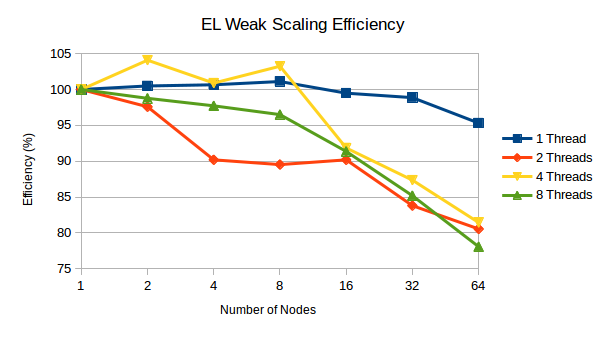 EL Weak Scaling Efficiency
105
100
95
90
85
80
75
Efficiency (%)
1 2 4 8 16 32 64
Number of Nodes
1 Thread
2 Threads
4 Threads
8 Threads